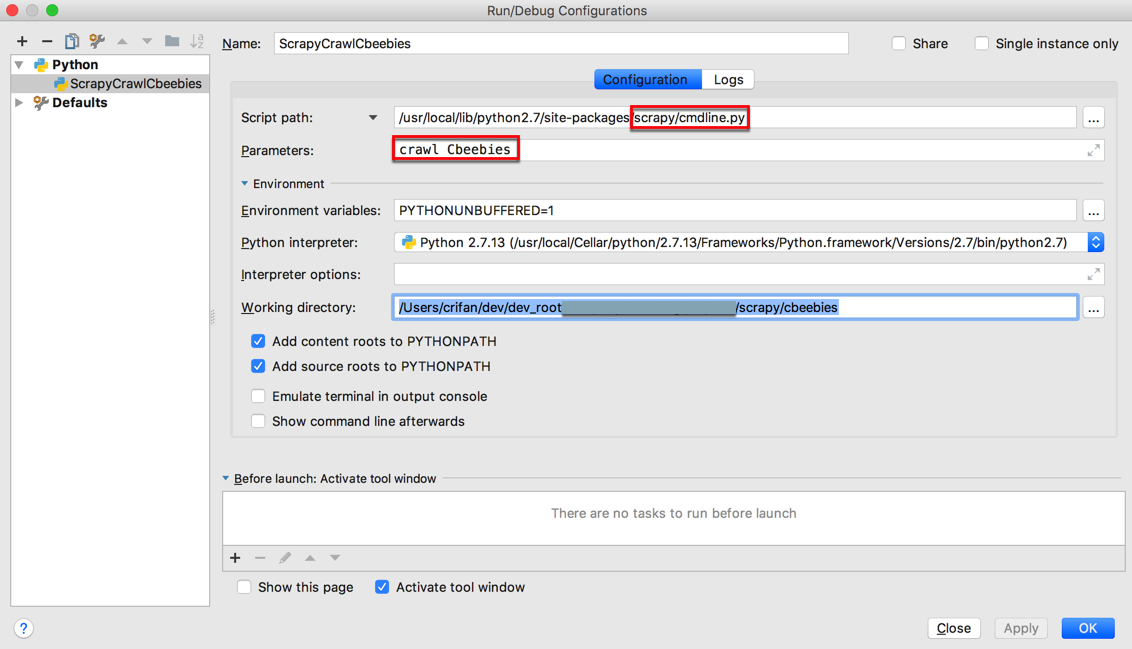 Run/Debug Configurations
Name: ScrapyCrawlCbeebies Share Single instance only
Python
ScrapyCrawlCbeebies
Defaults
Configuration Logs
Script path: /usr/local/lib/python2.7/site-packages/scrapy/cmdline.py ...
Parameters: crawl Cbeebies
Environment
Environment variables: PYTHONUNBUFFERED=1 ...
Python interpreter: Python 2.7.13 (/usr/local/Cellar/python/2.7.13/Frameworks/Python.framework/Versions/2.7/bin/python2.7)
Interpreter options:
Working directory: /Users/crifan/dev/dev_root /scrapy/cbeebies ...
Add content roots to PYTHONPATH
Add source roots to PYTHONPATH
Emulate terminal in output console
Show command line afterwards
Before launch: Activate tool window
There are no tasks to run before launch
Show this page Activate tool window
? Close Apply OK